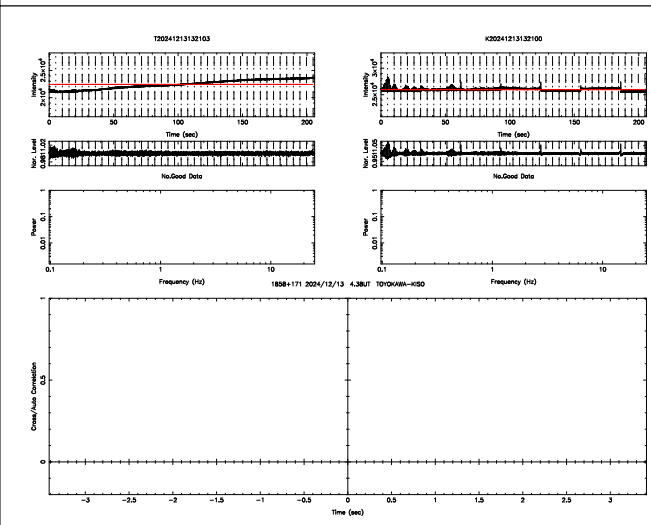 T20241213132103
K20241213132100
Intensity
2×10⁴ 2.5×10⁴
0 50 100 150 200
Time (sec)
Intensity
2.5×10⁴ 3×10⁴
0 50 100 150 200
Time (sec)
Nor. Level
Nor. Level
No.Good Data
No.Good Data
Power
0.01 0.1 1
0.1 1 10
Frequency (Hz)
Power
0.01 0.1 1
0.1 1 10
Frequency (Hz)
1858+171 2024/12/13 4.38UT TOYOKAWA-KISO
Cross/Auto Correlation
0 0.5 1
−3 −2.5 −2 −1.5 −1 −0.5 0 0.5 1 1.5 2 2.5 3
Time (sec)